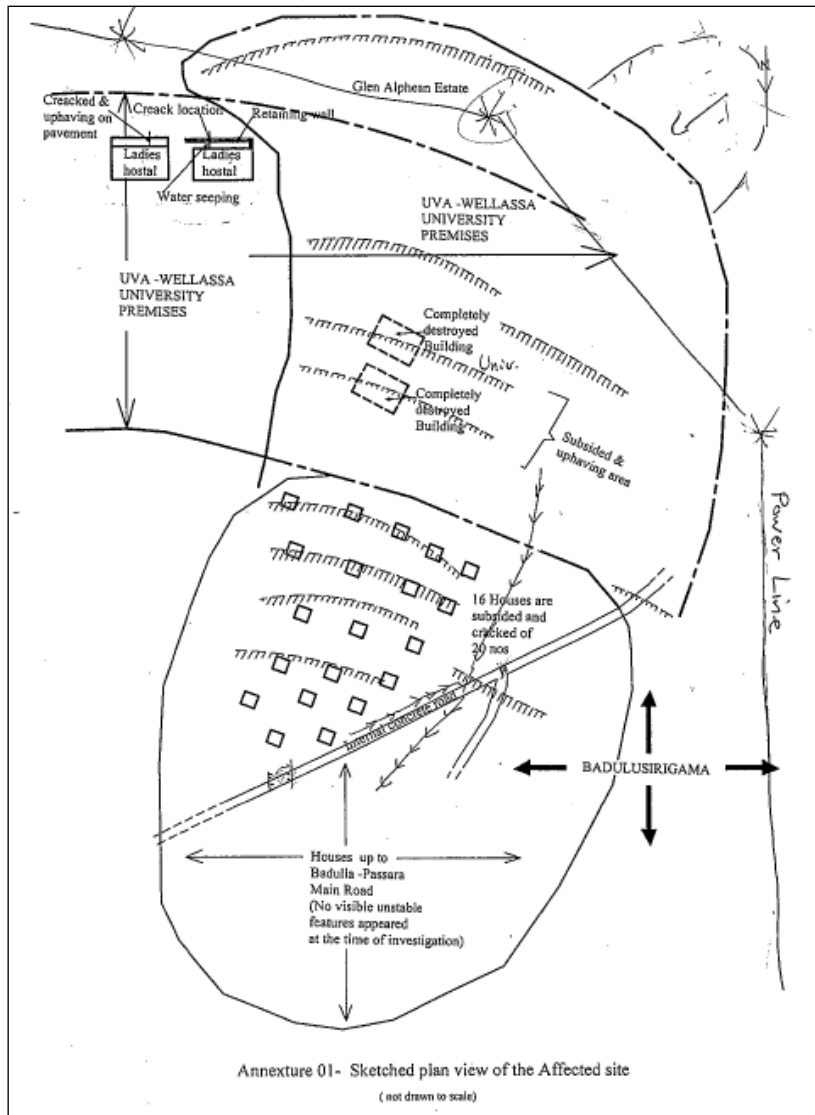 Glen Alphean Estate
Creacked &
uphaving on
pavement
Creack location
Retaining wall
Ladies
hostal
Ladies
hostal
Water seeping
UVA -WELLASSA
UNIVERSITY
PREMISES
UVA -WELLASSA
UNIVERSITY
PREMISES
Completely
destroyed
Building
Univ.
Completely
destroyed
Building
Subsided &
uphaving area
Power Line
16 Houses are
subsided and
cracked of
20 nos
Internal concrete road
BADULUSIRIGAMA
Houses up to
Badulla -Passara
Main Road
(No visible unstable
features appeared
at the time of investigation)
Annexture 01- Sketched plan view of the Affected site
( not drawn to scale)